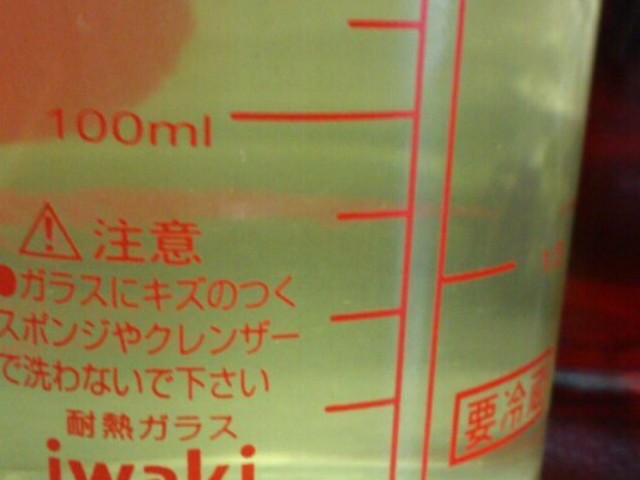 100ml
注意
●ガラスにキズのつく
スポンジやクレンザー
で洗わないで下さい
耐熱ガラス
iwaki
要冷蔵